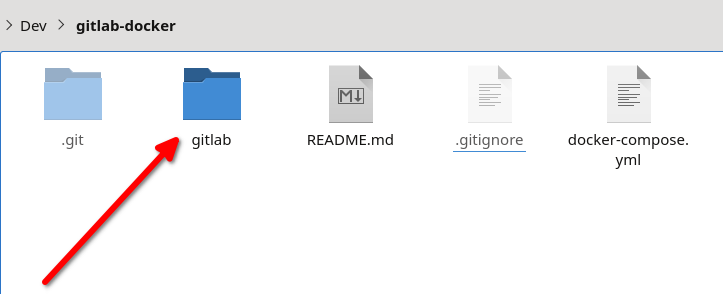 > Dev > gitlab-docker
.git
gitlab
README.md
.gitignore
docker-compose.
yml